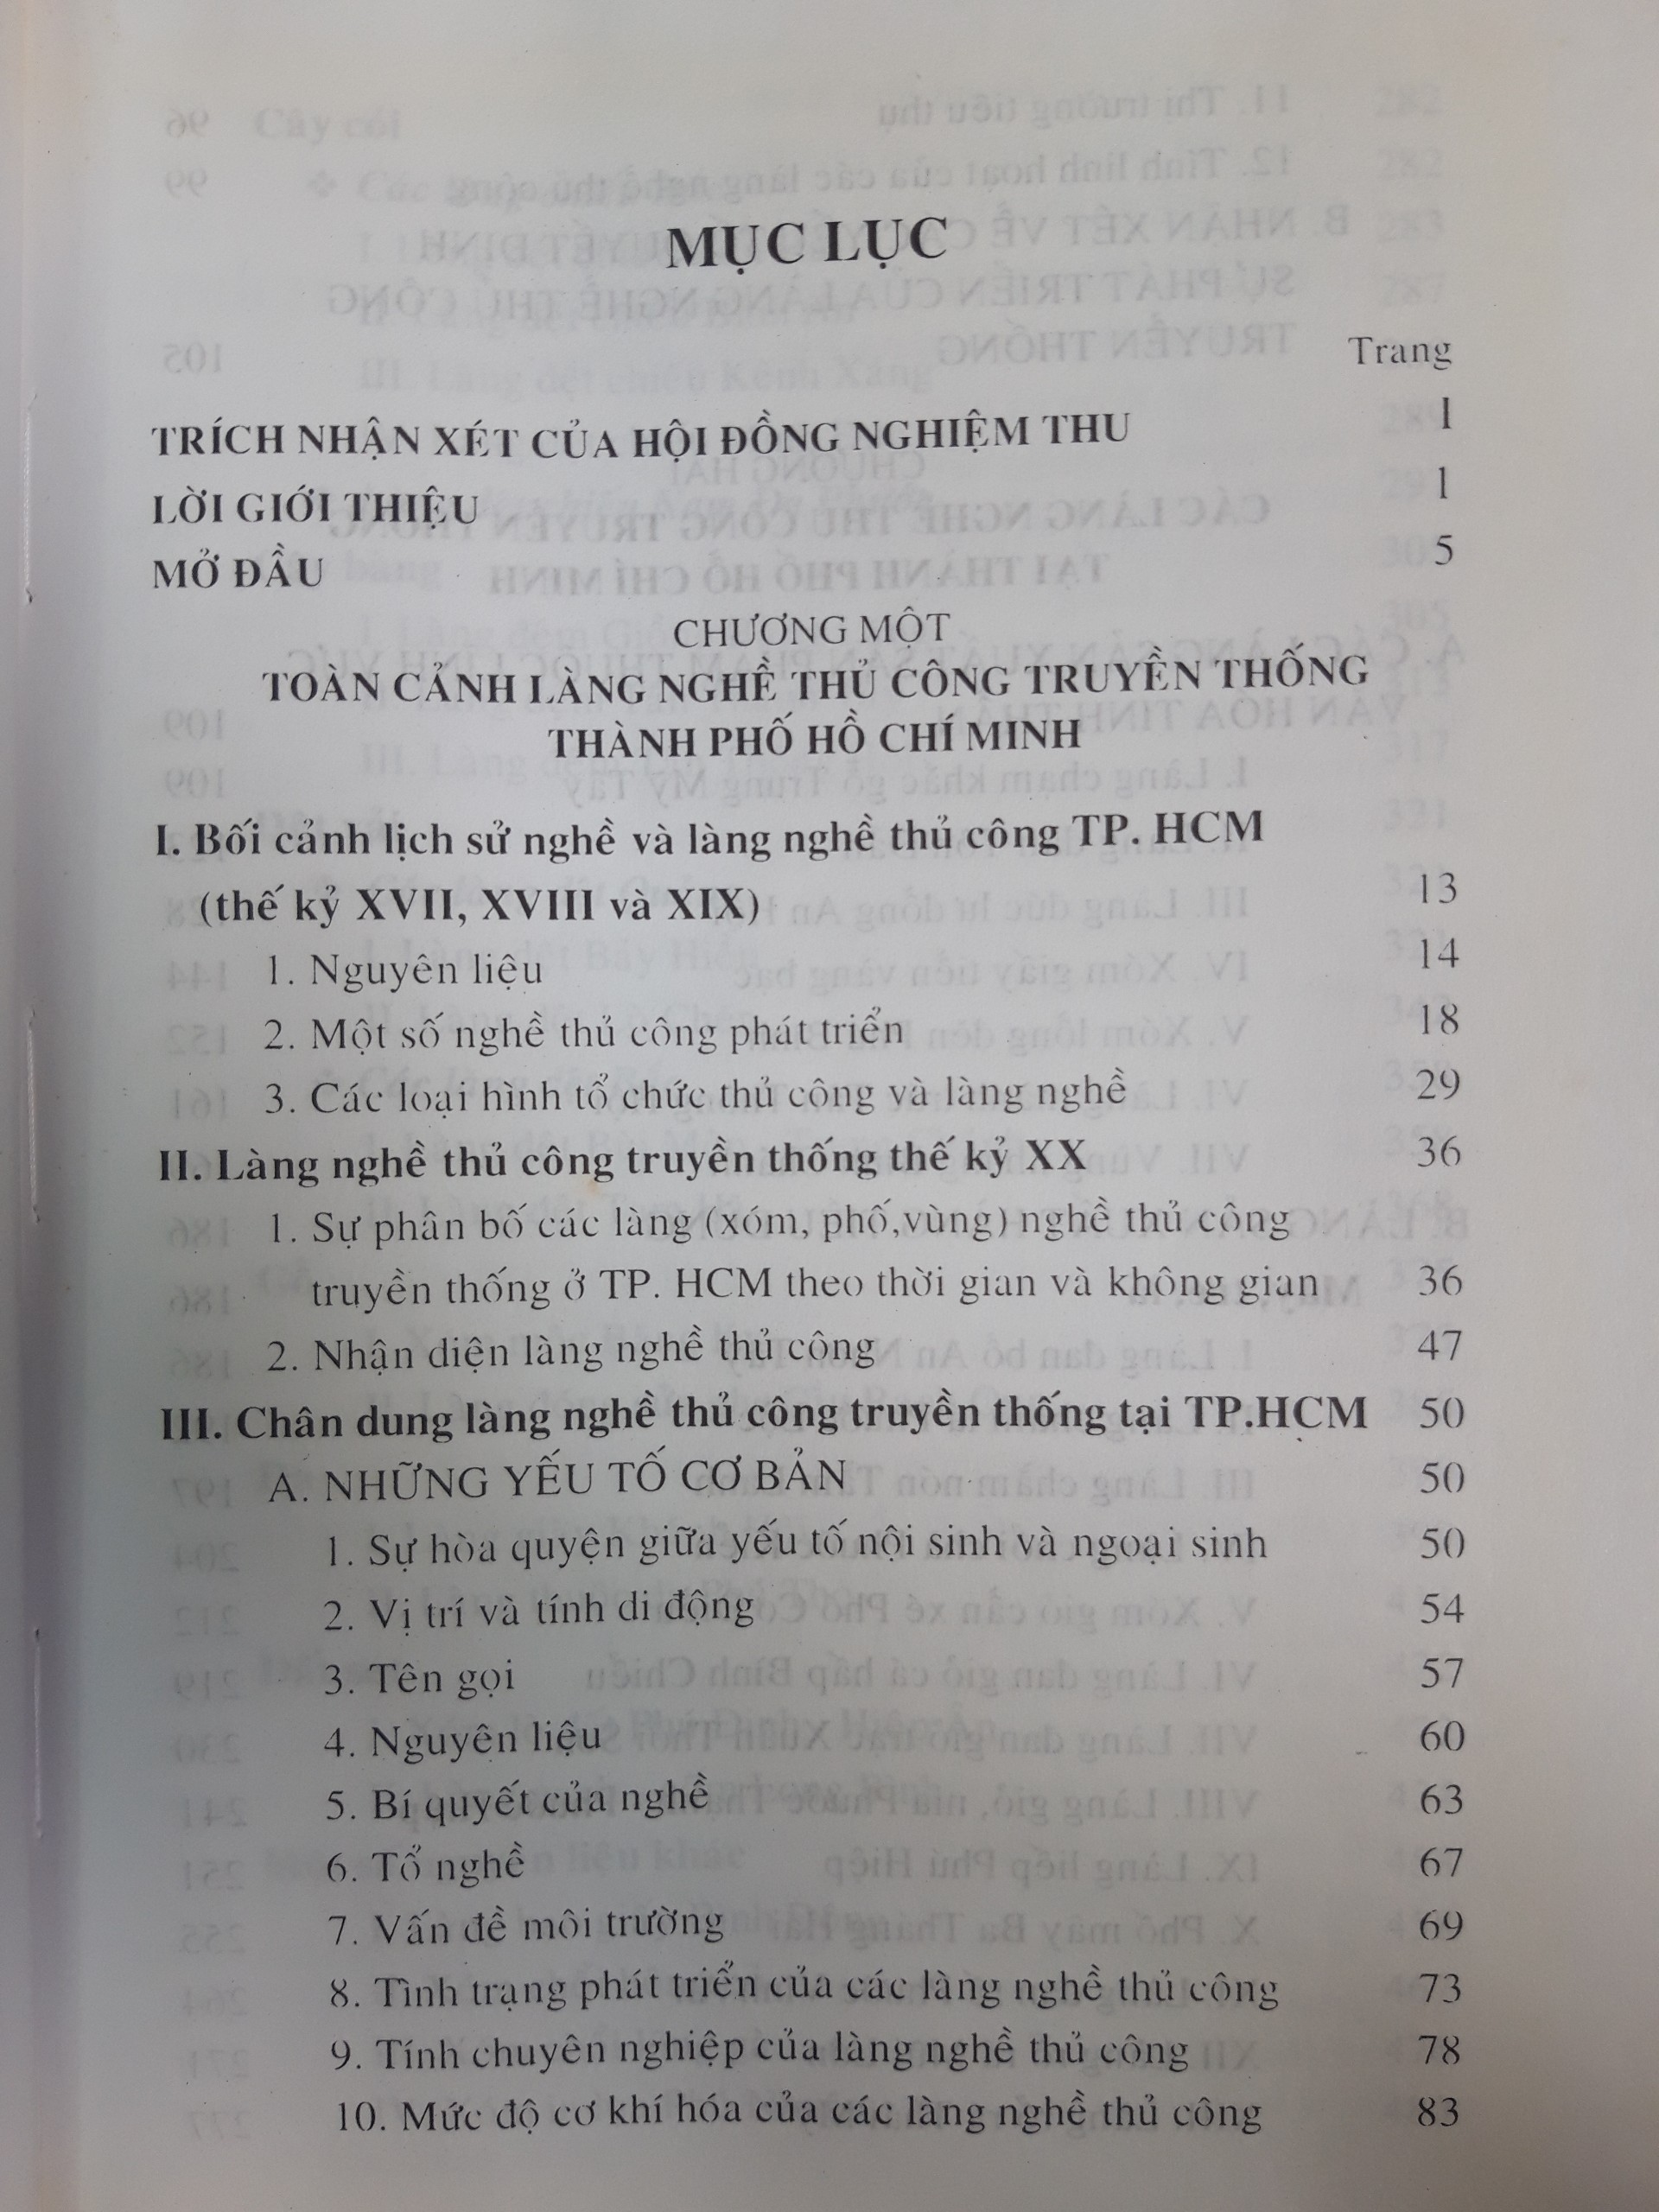 MỤC LỤC
Trang
TRÍCH NHẬN XÉT CỦA HỘI ĐỒNG NGHIỆM THU I
LỜI GIỚI THIỆU 1
MỞ ĐẦU 5
CHƯƠNG MỘT
TOÀN CẢNH LÀNG NGHỀ THỦ CÔNG TRUYỀN THỐNG
THÀNH PHỐ HỒ CHÍ MINH
I. Bối cảnh lịch sử nghề và làng nghề thủ công TP. HCM
(thế kỷ XVII, XVIII và XIX) 13
1. Nguyên liệu 14
2. Một số nghề thủ công phát triển 18
3. Các loại hình tổ chức thủ công và làng nghề 29
II. Làng nghề thủ công truyền thống thế kỷ XX 36
1. Sự phân bố các làng (xóm, phố,vùng) nghề thủ công
truyền thống ở TP. HCM theo thời gian và không gian 36
2. Nhận diện làng nghề thủ công 47
III. Chân dung làng nghề thủ công truyền thống tại TP.HCM 50
A. NHỮNG YẾU TỐ CƠ BẢN 50
1. Sự hòa quyện giữa yếu tố nội sinh và ngoại sinh 50
2. Vị trí và tính di động 54
3. Tên gọi 57
4. Nguyên liệu 60
5. Bí quyết của nghề 63
6. Tổ nghề 67
7. Vấn đề môi trường 69
8. Tình trạng phát triển của các làng nghề thủ công 73
9. Tính chuyên nghiệp của làng nghề thủ công 78
10. Mức độ cơ khí hóa của các làng nghề thủ công 83